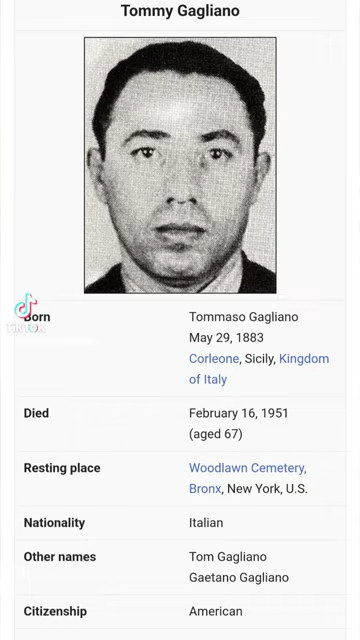 Tommy Gagliano
TikTok
Born
Tommaso Gagliano
May 29, 1883
Corleone, Sicily, Kingdom
of Italy
Died
February 16, 1951
(aged 67)
Resting place
Woodlawn Cemetery,
Bronx, New York, U.S.
Nationality
Italian
Other names
Tom Gagliano
Gaetano Gagliano
Citizenship
American